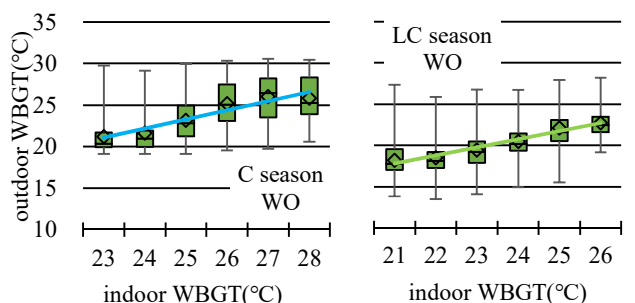 outdoor WBGT(°C)
35
30
25
20
15
10
C season
WO
23 24 25 26 27 28
indoor WBGT(℃)
LC season
WO
21 22 23 24 25 26
indoor WBGT(℃)